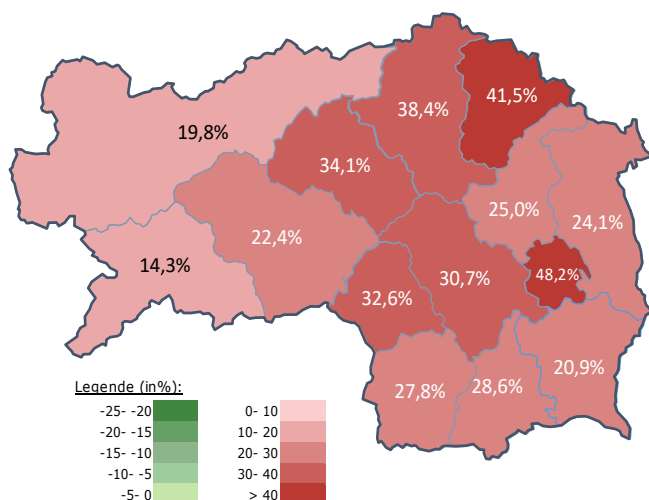 41,5%
38,4%
19,8%
34,1%
25,0%
24,1%
22,4%
14,3%
48,2%
30,7%
32,6%
20,9%
27,8%
28,6%
Legende (in%):
-25- -20 0- 10
-20- -15 10- 20
-15- -10 20- 30
-10- -5 30- 40
-5- 0 > 40